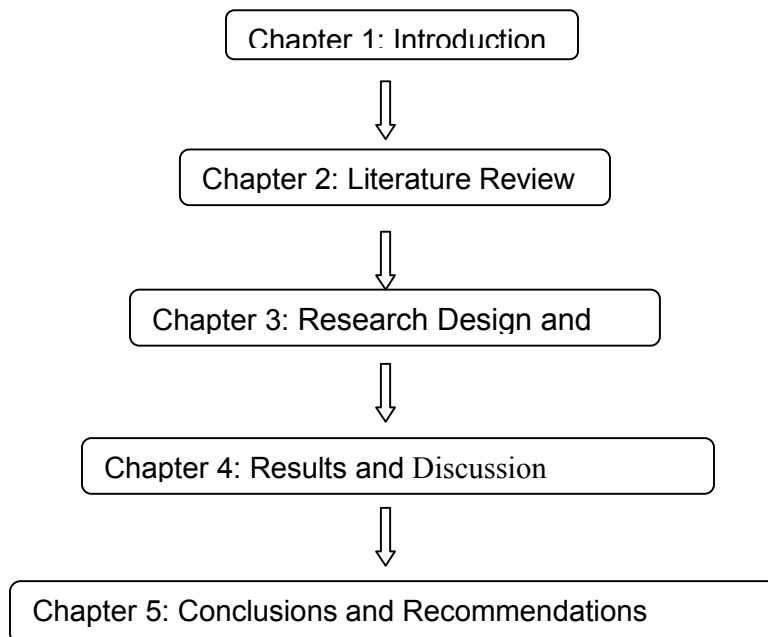 Chapter 1: Introduction
Chapter 2: Literature Review
Chapter 3: Research Design and
Chapter 4: Results and Discussion
Chapter 5: Conclusions and Recommendations